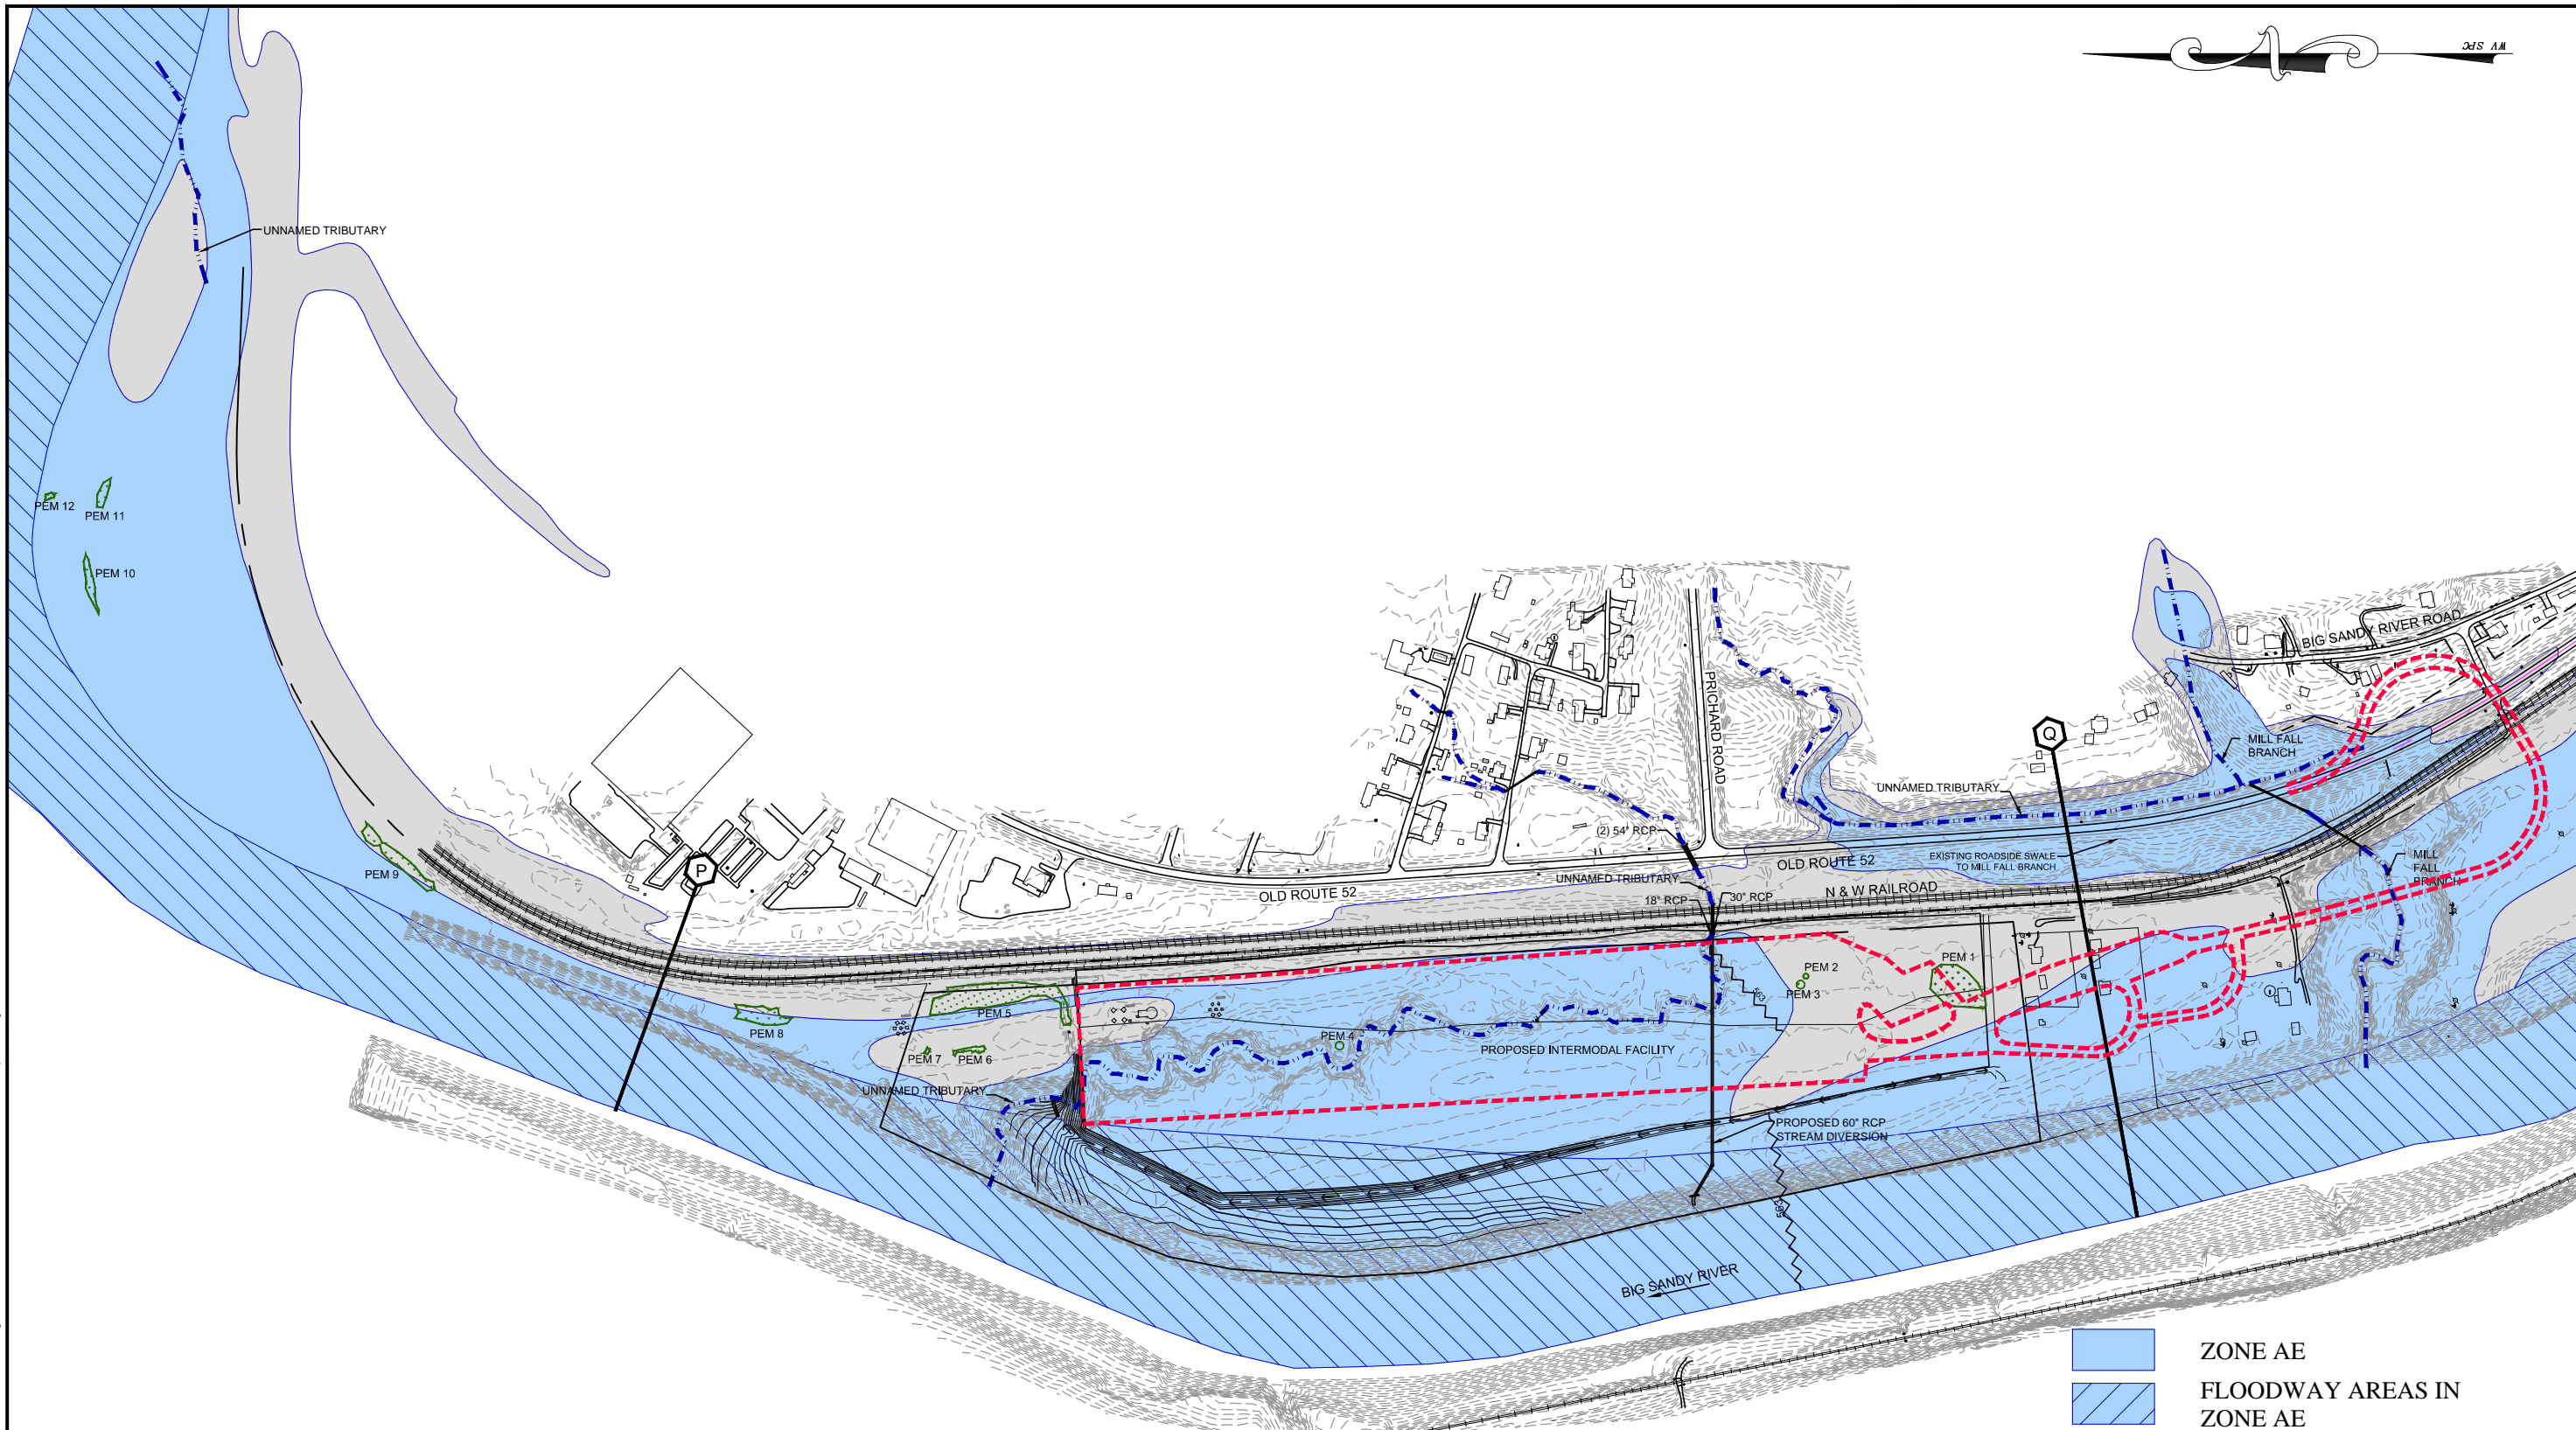 WV SPC
UNNAMED TRIBUTARY
PEM 12
PEM 11
PEM 10
BIG SANDY RIVER ROAD
PRICHARD ROAD
Q
MILL FALL
BRANCH
UNNAMED TRIBUTARY
(2) 54" RCP
OLD ROUTE 52
EXISTING ROADSIDE SWALE
TO MILL FALL BRANCH
MILL
FALL
BRANCH
P
PEM 9
OLD ROUTE 52
UNNAMED TRIBUTARY
N & W RAILROAD
18" RCP
30" RCP
PEM 1
PEM 2
PEM 3
563
PEM 5
PEM 8
PEM 4
PROPOSED INTERMODAL FACILITY
PEM 7
PEM 6
UNNAMED TRIBUTARY
PROPOSED 60" RCP
STREAM DIVERSION
BIG SANDY RIVER
ZONE AE
FLOODWAY AREAS IN
ZONE AE